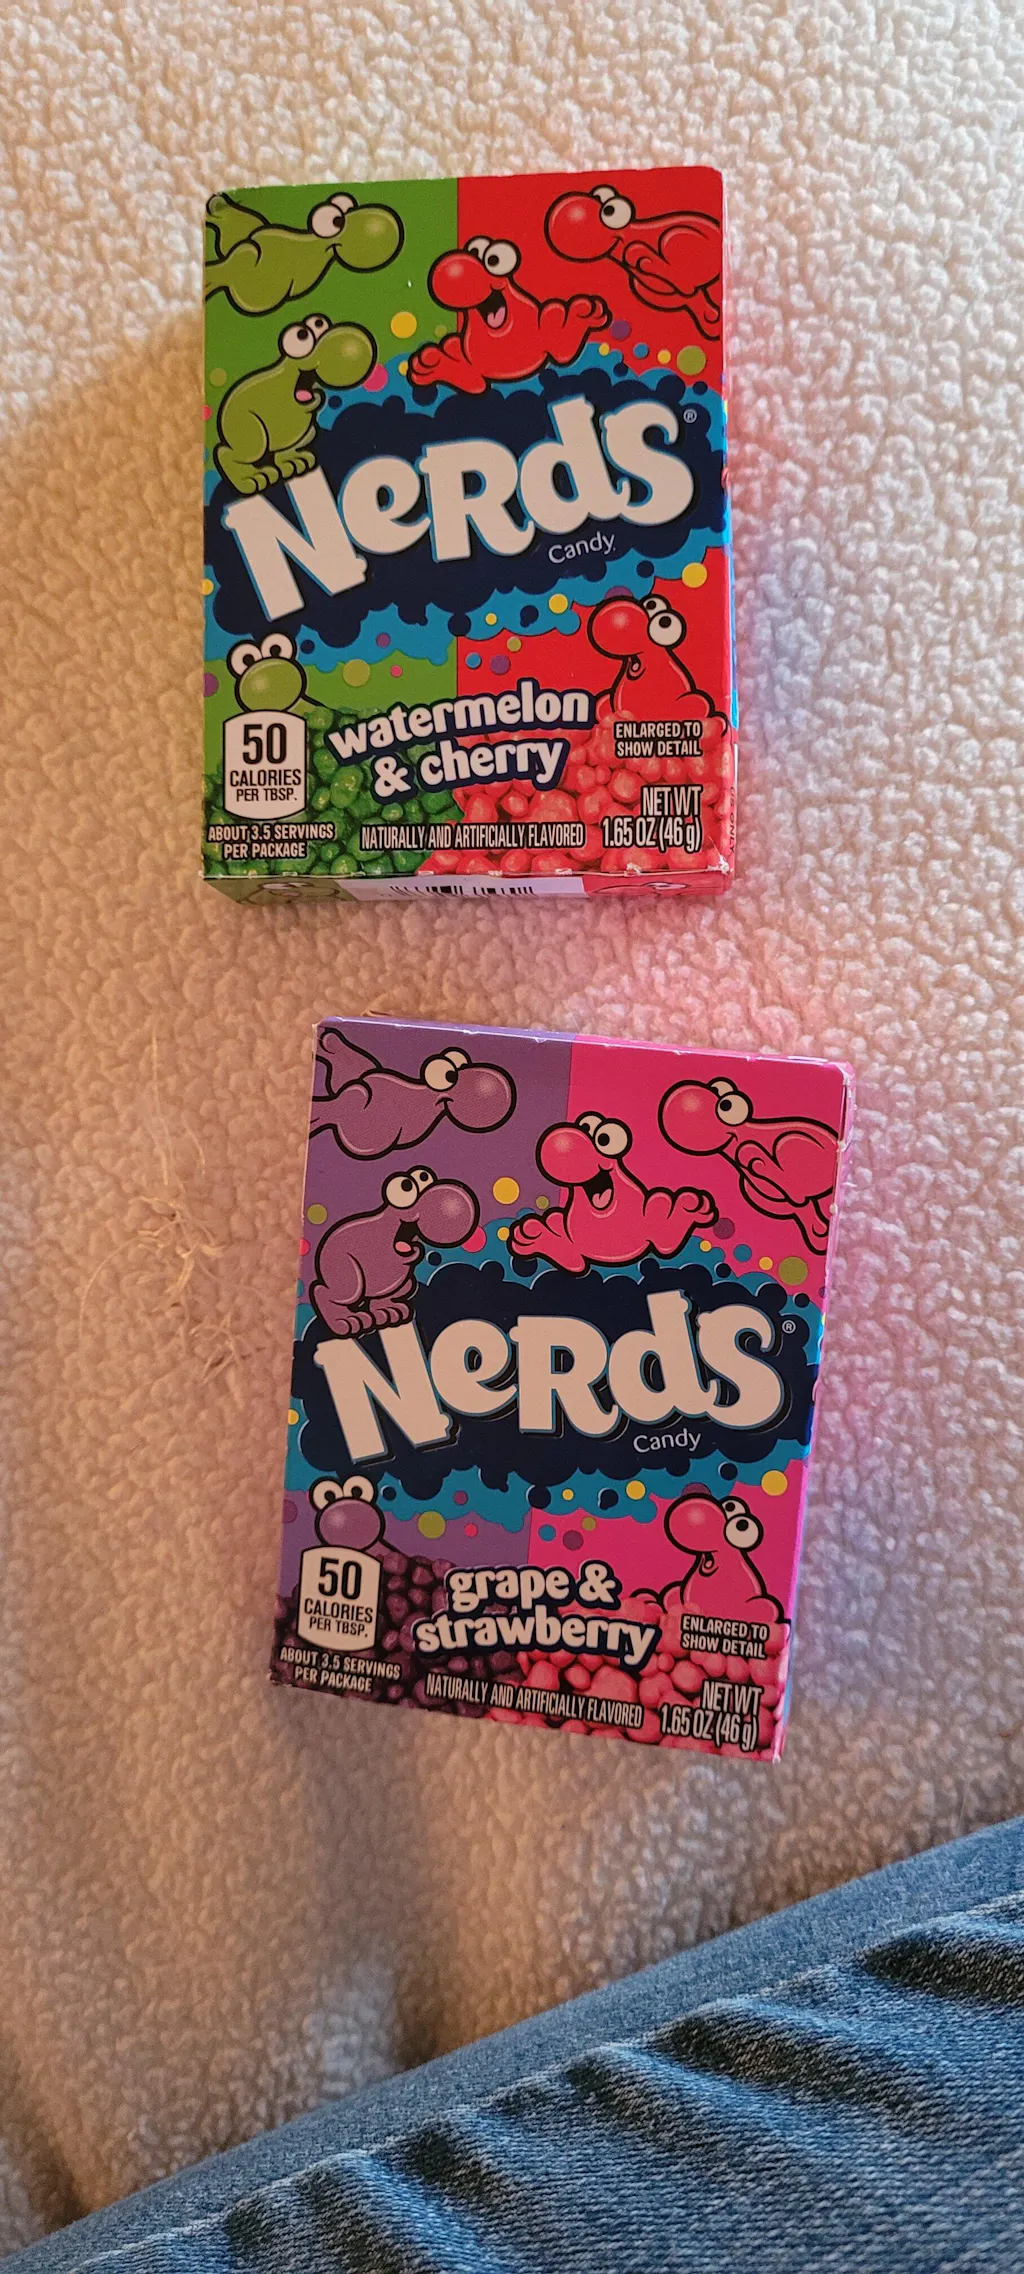 NERDS®
Candy
watermelon
& cherry
50
CALORIES
PER TBSP.
ABOUT 3.5 SERVINGS
PER PACKAGE
NATURALLY AND ARTIFICIALLY FLAVORED
ENLARGED TO
SHOW DETAIL
NET WT
1.65 OZ (46 g)
NERDS®
Candy
grape &
strawberry
50
CALORIES
PER TBSP.
ABOUT 3.5 SERVINGS
PER PACKAGE
NATURALLY AND ARTIFICIALLY FLAVORED
ENLARGED TO
SHOW DETAIL
NET WT
1.65 OZ (46 g)